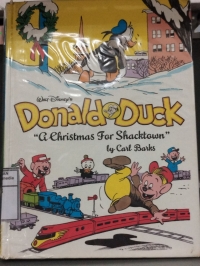 Walt Disney's
Donald Duck
"A Christmas For Shacktown"
by Carl Barks